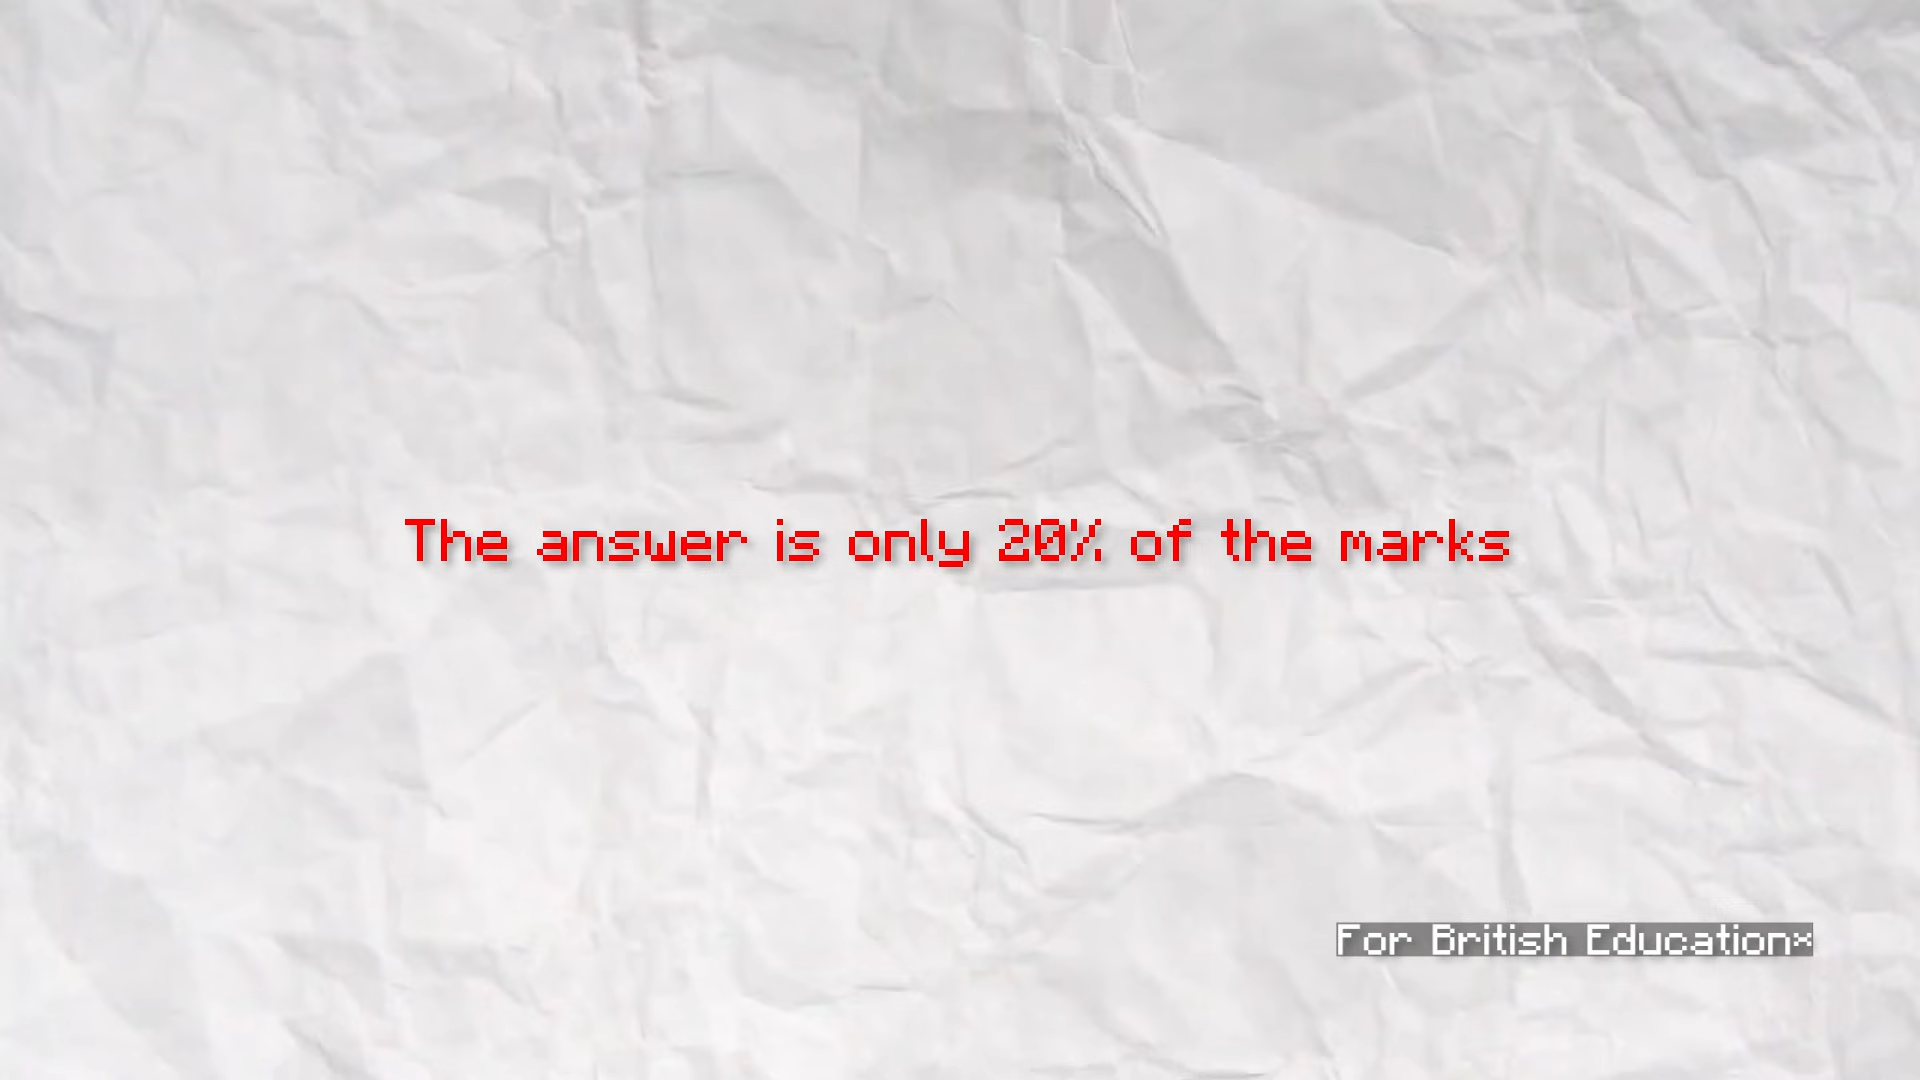 The answer is only 20% of the marks
For British Education*